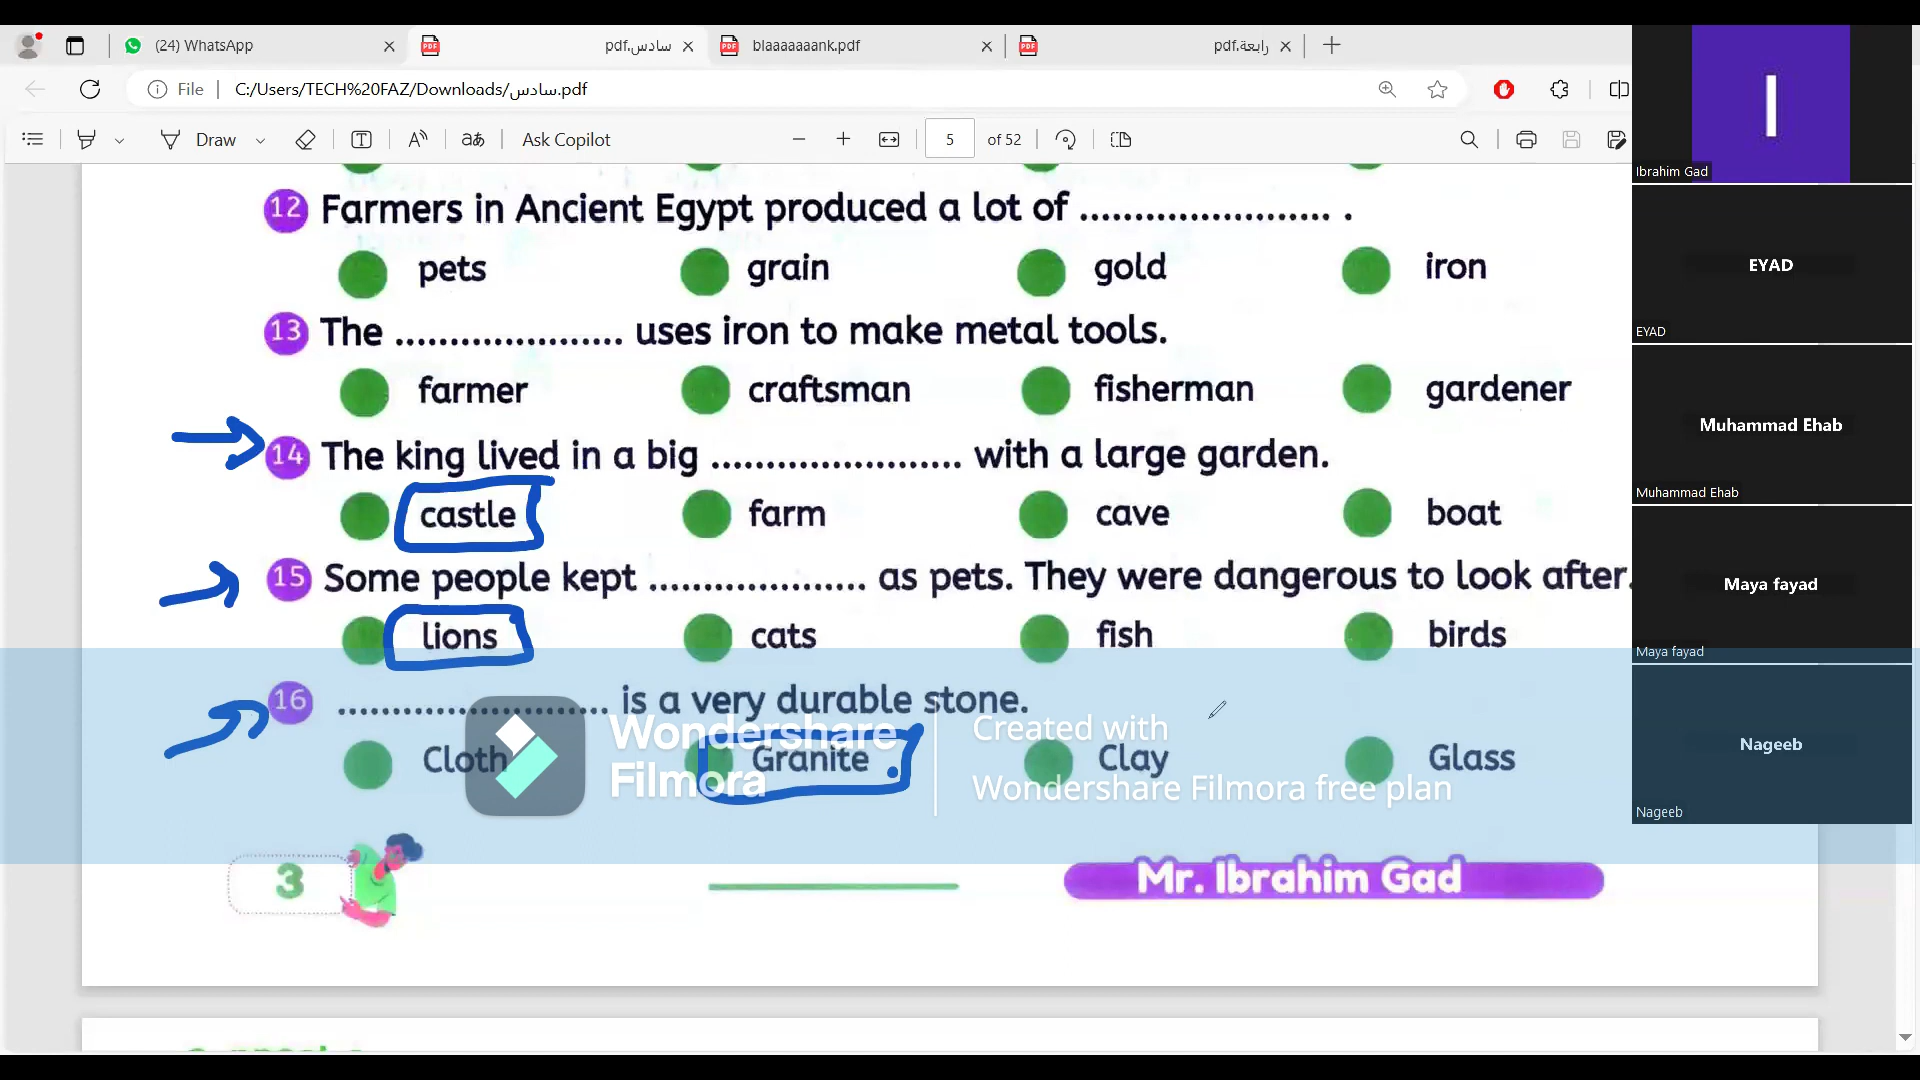 (24) WhatsApp
سادس.pdf
blaaaaaaank.pdf
رابعة.pdf
File
C:/Users/TECH%20FAZ/Downloads/سادس.pdf
Draw
aあ
Ask Copilot
5 of 52
12 Farmers in Ancient Egypt produced a lot of ....................... .
pets grain gold iron
13 The ..................... uses iron to make metal tools.
farmer craftsman fisherman gardener
14 The king lived in a big ....................... with a large garden.
castle farm cave boat
15 Some people kept .................... as pets. They were dangerous to look after.
lions cats fish birds
16 ......................... is a very durable stone.
Cloth Granite Clay Glass
Wondershare
Filmora
Created with
Wondershare Filmora free plan
3
Mr. Ibrahim Gad
I
Ibrahim Gad
EYAD
EYAD
Muhammad Ehab
Muhammad Ehab
Maya fayad
Maya fayad
Nageeb
Nageeb